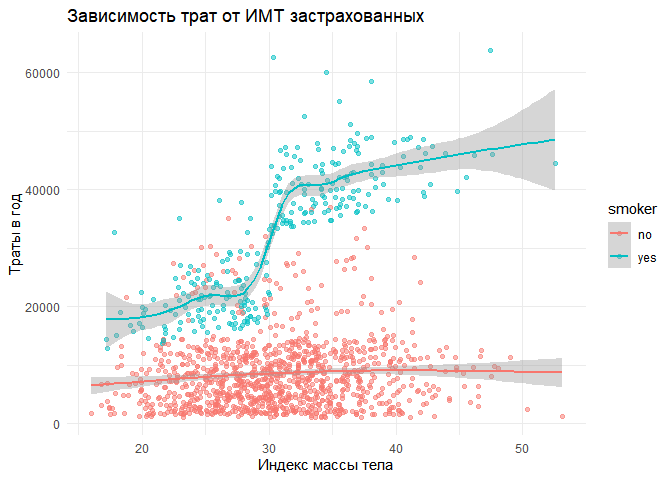 Зависимость трат от ИМТ застрахованных
Траты в год
60000
40000
20000
0
20
30
40
50
Индекс массы тела
smoker
no
yes